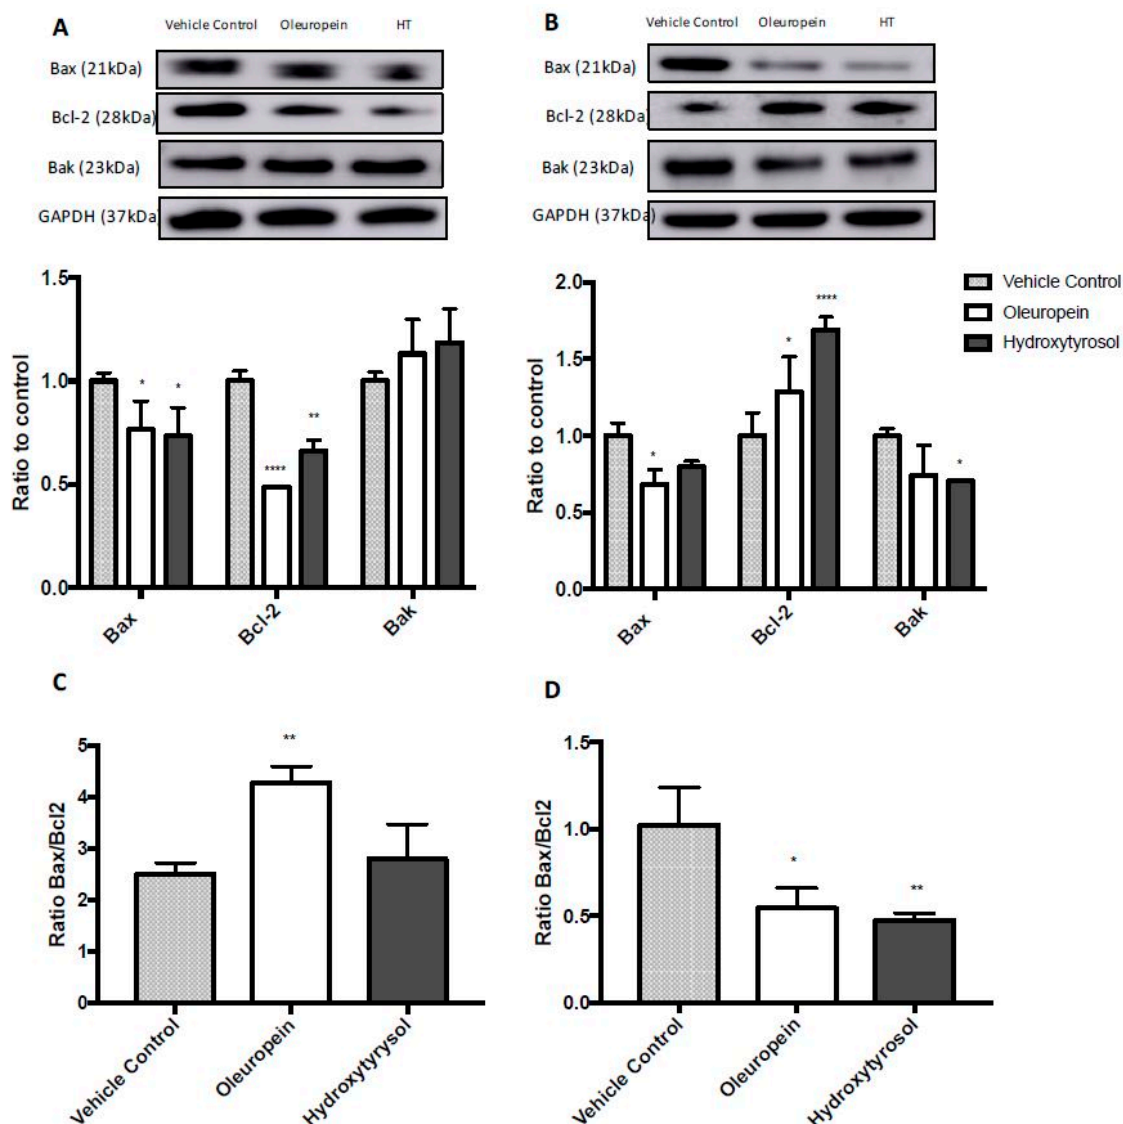 A
Vehicle Control Oleuropein HT
Bax (21kDa)
Bcl-2 (28kDa)
Bak (23kDa)
GAPDH (37kDa)
B
Vehicle Control Oleuropein HT
Bax (21kDa)
Bcl-2 (28kDa)
Bak (23kDa)
GAPDH (37kDa)
Ratio to control
1.5
1.0
0.5
0.0
* *
**** **
Bax Bcl-2 Bak
Ratio to control
2.0
1.5
1.0
0.5
0.0
*
* ****
*
Bax Bcl-2 Bak
Vehicle Control
Oleuropein
Hydroxytyrosol
C
Ratio Bax/Bcl2
5
4
3
2
1
0
**
Vehicle Control Oleuropein Hydroxytyrysol
D
Ratio Bax/Bcl2
1.5
1.0
0.5
0.0
* **
Vehicle Control Oleuropein Hydroxytyrosol